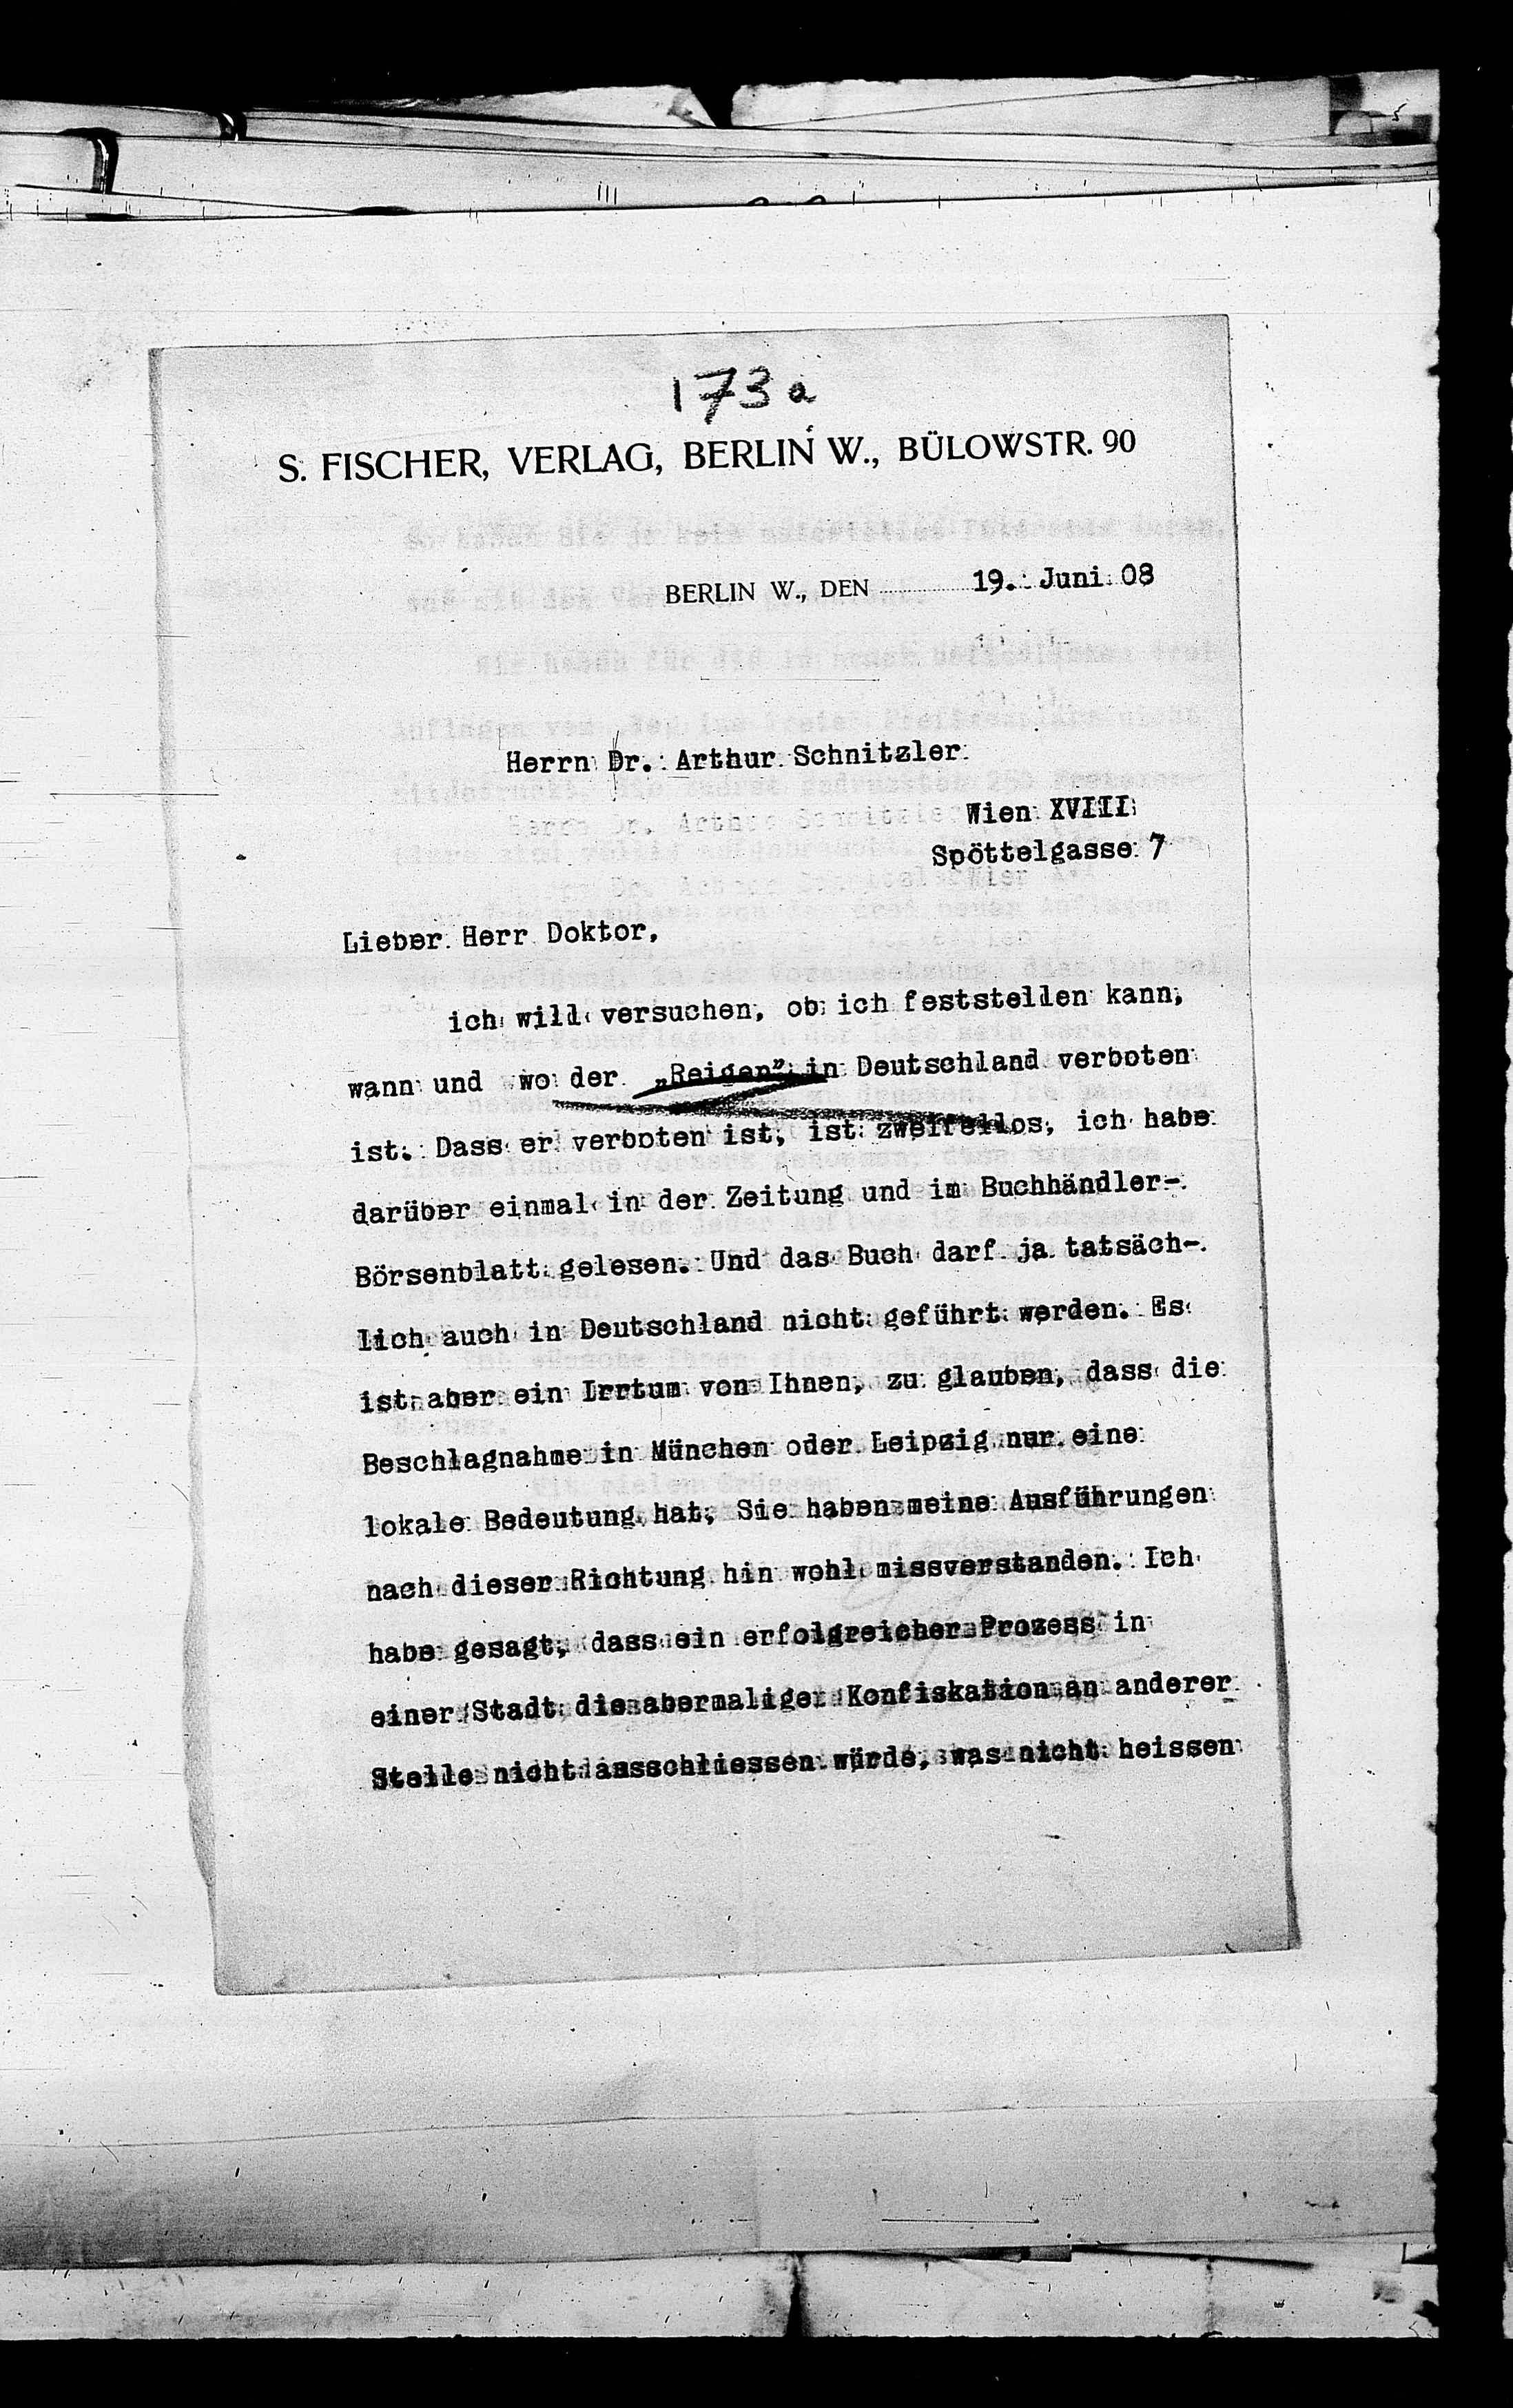 173a
S. FISCHER, VERLAG, BERLIN W., BÜLOWSTR. 90
BERLIN W., DEN 19. Juni 08
Herrn Dr. Arthur Schnitzler
Wien XVIII
Spöttelgasse 7
Lieber Herr Doktor,
ich will versuchen, ob ich feststellen kann,
wann und wo der „Reigen” in Deutschland verboten
ist. Dass er verboten ist, ist zweifellos, ich habe
darüber einmal in der Zeitung und im Buchhändler-
Börsenblatt gelesen. Und das Buch darf ja tatsäch-
lich auch in Deutschland nicht geführt werden. Es
ist aber ein Irrtum von Ihnen, zu glauben, dass die
Beschlagnahme in München oder Leipzig nur eine
lokale Bedeutung hat, Sie haben meine Ausführungen
nach dieser Richtung hin wohl missverstanden. Ich
habe gesagt, dass ein erfolgreicher Prozess in
einer Stadt die abermalige Konfiskation an anderer
Stelle nicht ausschliessen würde, was nicht heissen